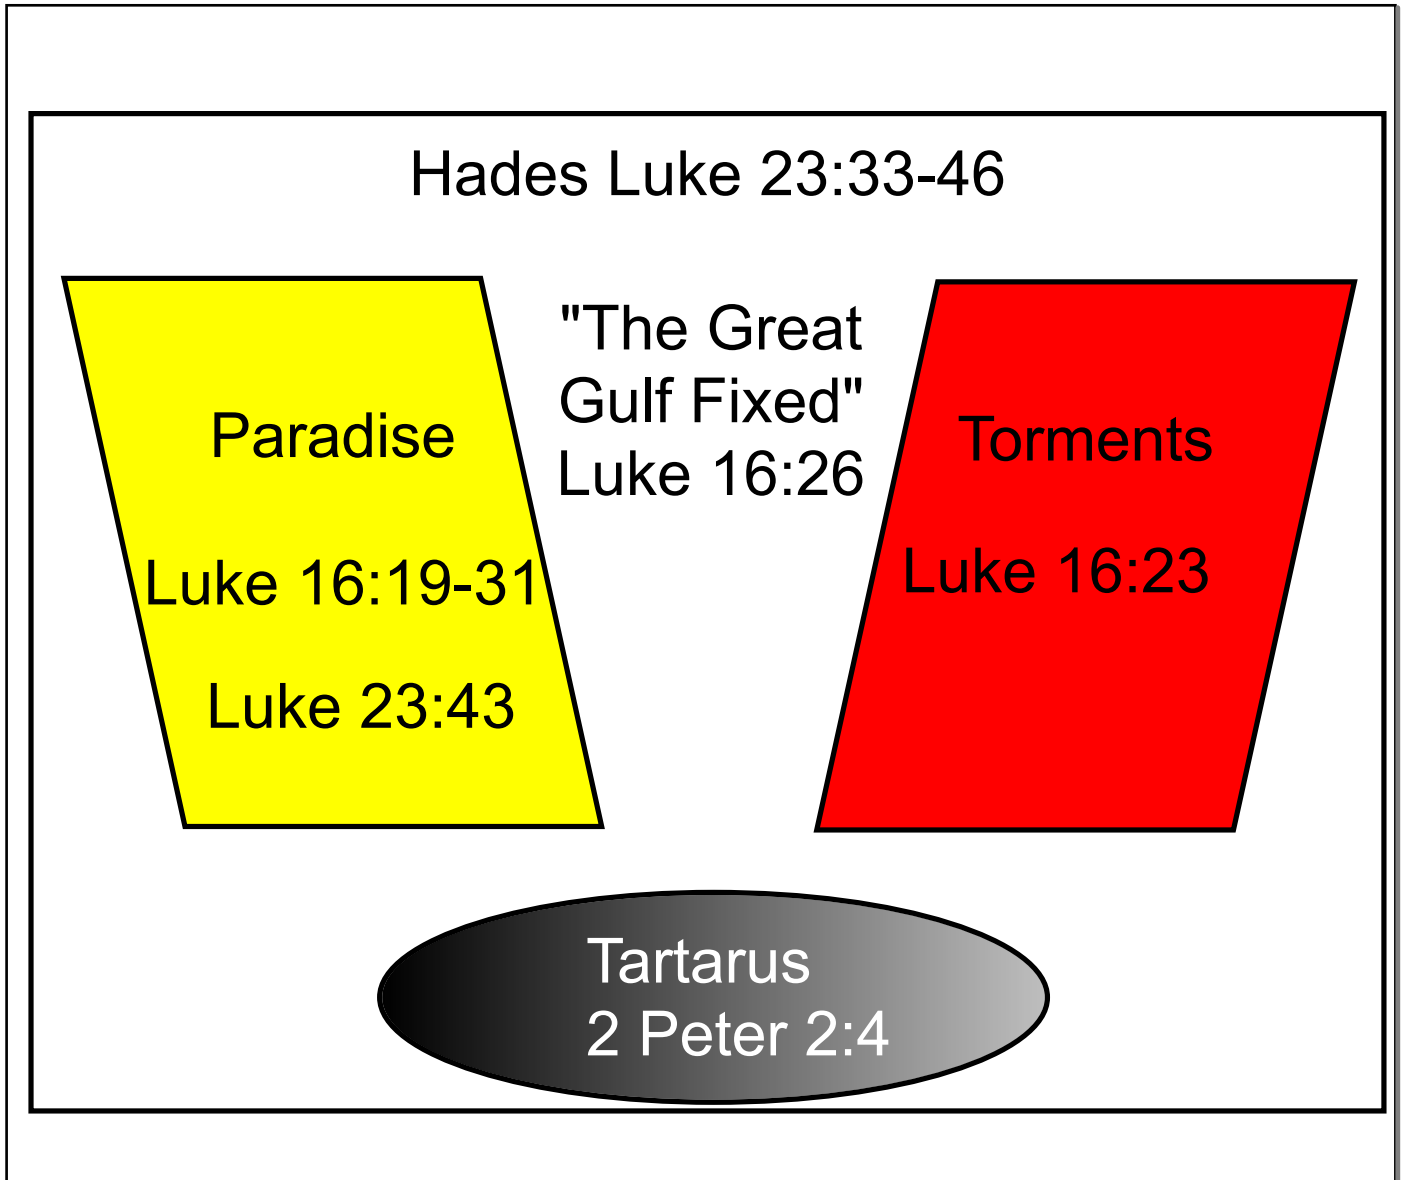 Hades Luke 23:33-46
"The Great
Gulf Fixed"
Luke 16:26
Paradise
Luke 16:19-31
Luke 23:43
Torments
Luke 16:23
Tartarus
2 Peter 2:4